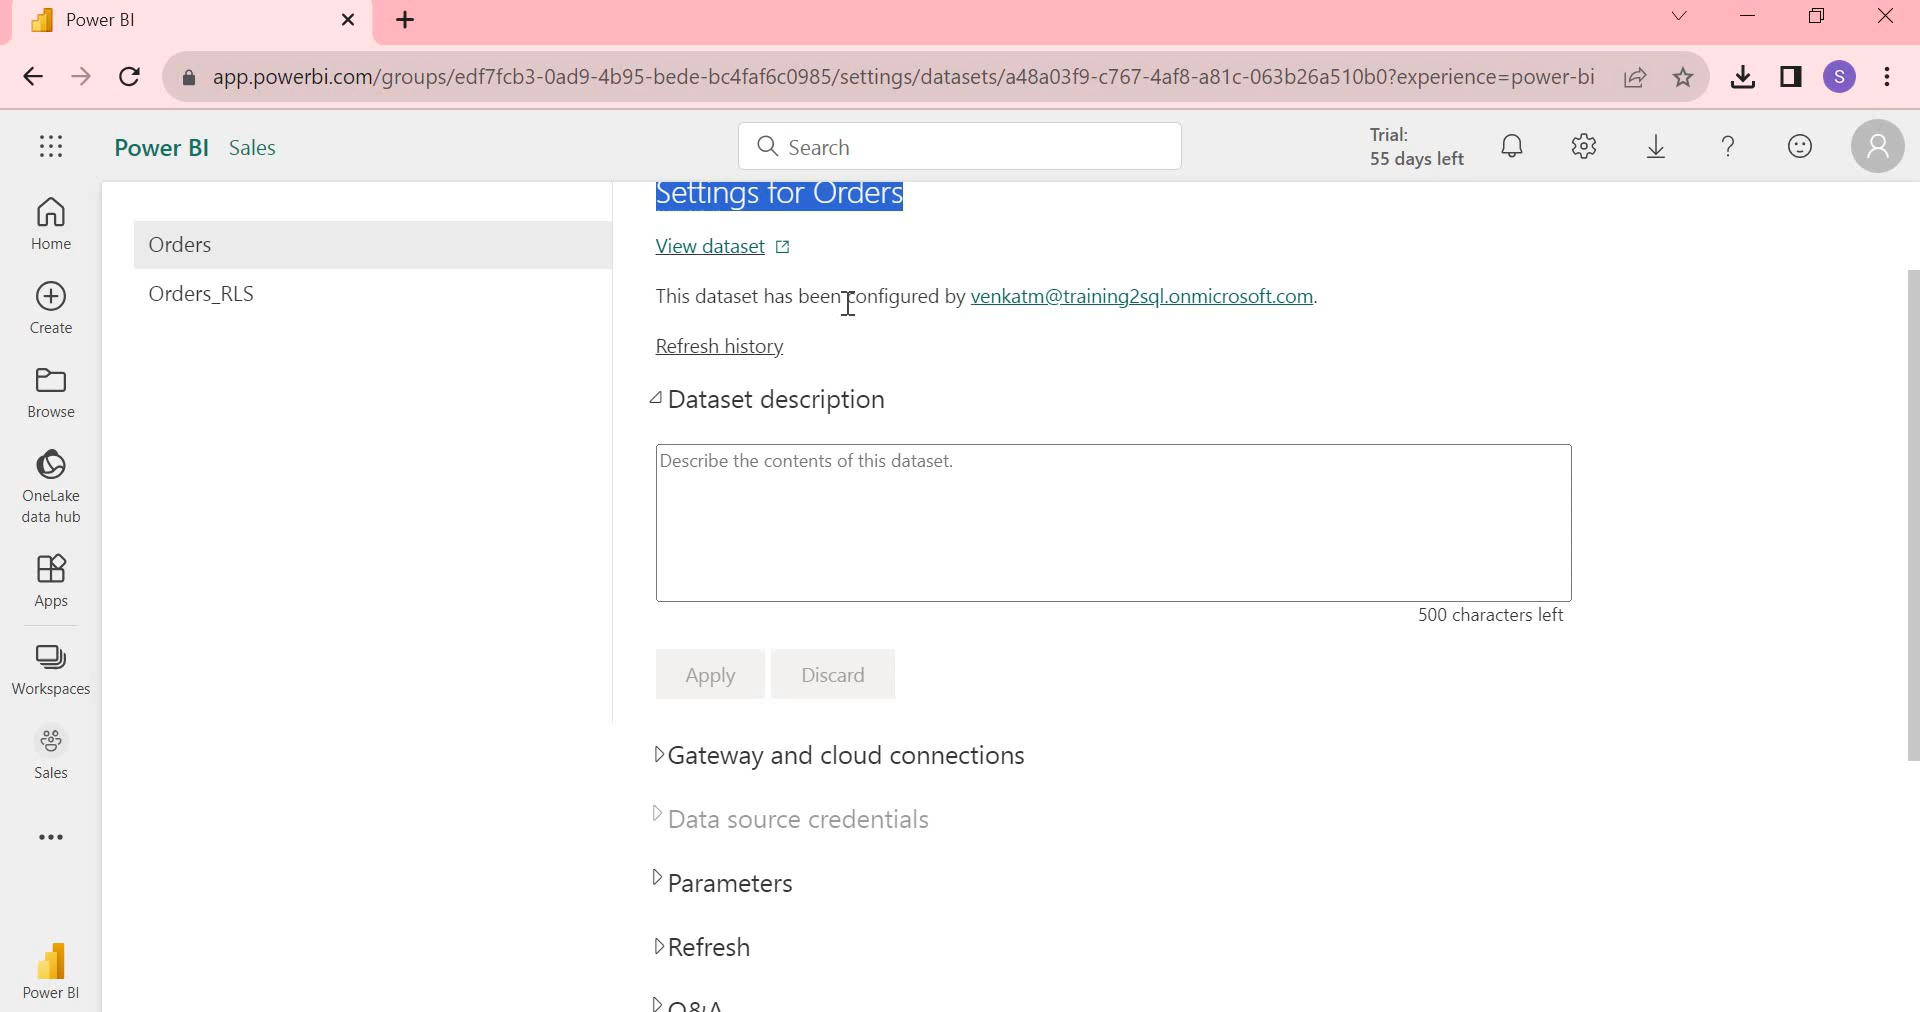 Power BI
app.powerbi.com/groups/edf7fcb3-0ad9-4b95-bede-bc4faf6c0985/settings/datasets/a48a03f9-c767-4af8-a81c-063b26a510b0?experience=power-bi
S
Power BI Sales
Search
Trial:
55 days left
Home
Create
Browse
OneLake
data hub
Apps
Workspaces
Sales
Power BI
Orders
Orders_RLS
Settings for Orders
View dataset
This dataset has been configured by venkatm@training2sql.onmicrosoft.com.
Refresh history
Dataset description
Describe the contents of this dataset.
500 characters left
Apply Discard
Gateway and cloud connections
Data source credentials
Parameters
Refresh
Q&A